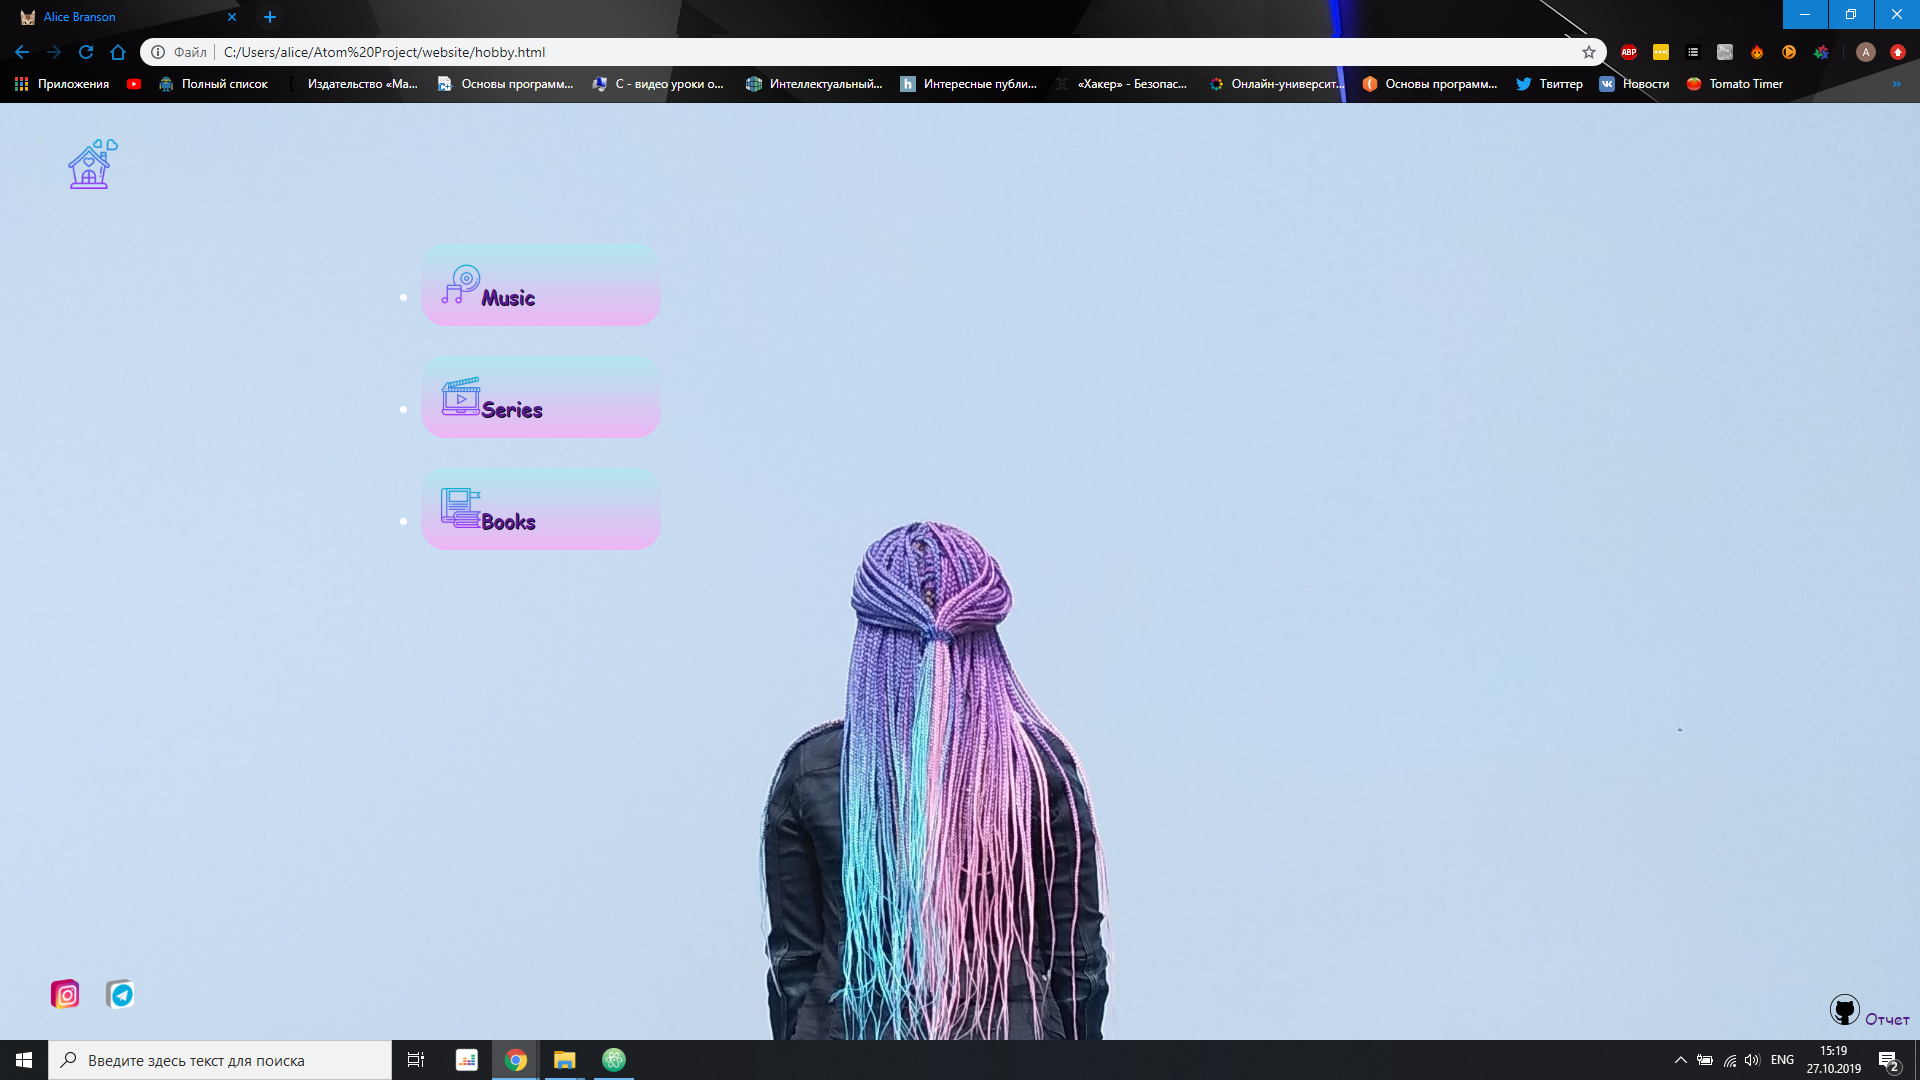 Alice Branson
Файл C:/Users/alice/Atom%20Project/website/hobby.html
ABP
A
Приложения Полный список Издательство «Ма... Основы программ... С - видео уроки о... Интеллектуальный... Интересные публи... «Хакер» - Безопас... Онлайн-университ... Основы программ... Твиттер Новости Tomato Timer »
Music
Series
Books
Отчет
Введите здесь текст для поиска
ENG
15:19
27.10.2019
2